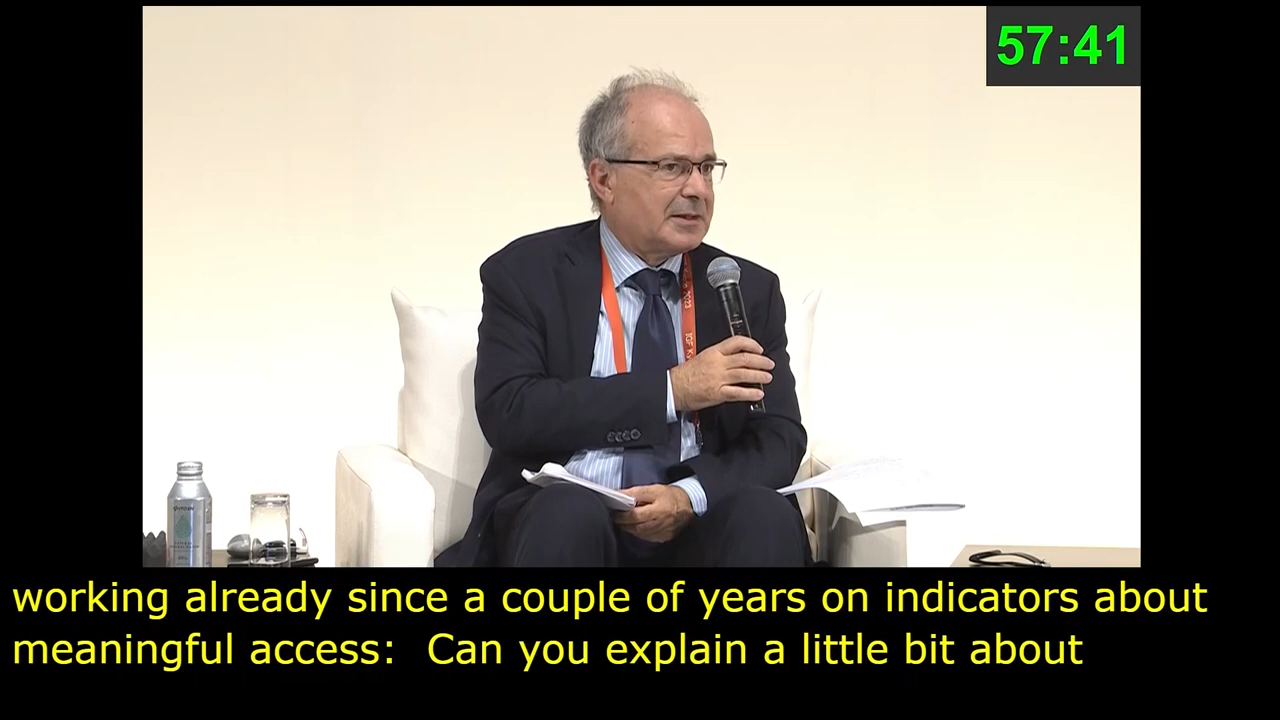 57:41
IGF K
working already since a couple of years on indicators about
meaningful access:  Can you explain a little bit about